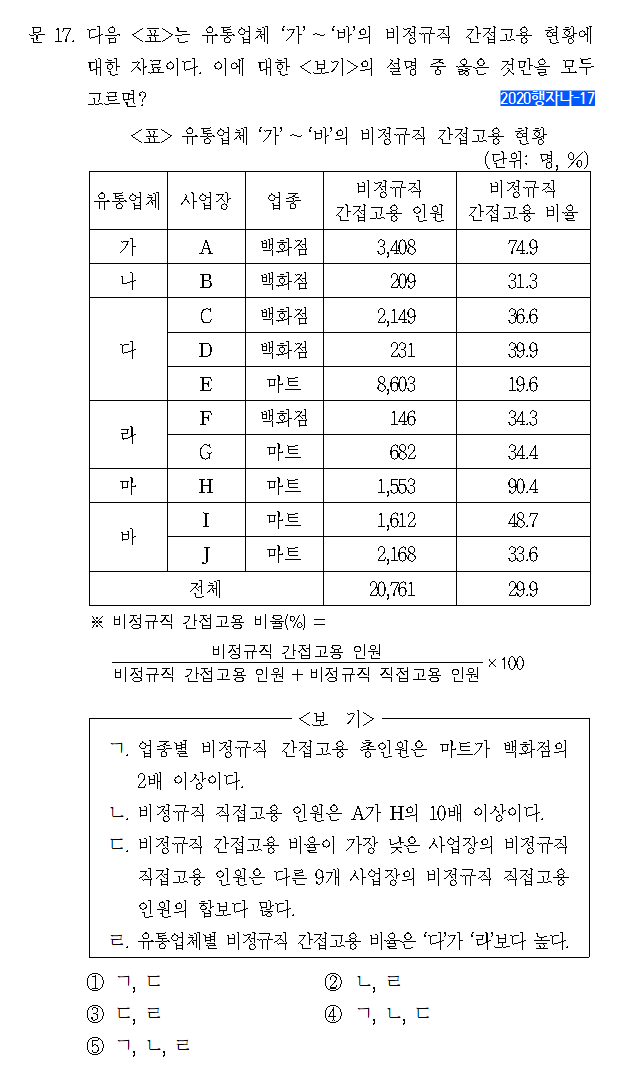 문 17. 다음 <표>는 유통업체 '가' ~ '바'의 비정규직 간접고용 현황에
대한 자료이다. 이에 대한 <보기>의 설명 중 옳은 것만을 모두
고르면?
2020행자나-17
<표> 유통업체 '가' ~ '바'의 비정규직 간접고용 현황
(단위: 명, %)
유통업체 사업장 업종 비정규직 간접고용 인원 비정규직 간접고용 비율
가 A 백화점 3,408 74.9
나 B 백화점 209 31.3
다 C 백화점 2,149 36.6
D 백화점 231 39.9
E 마트 8,603 19.6
라 F 백화점 146 34.3
G 마트 682 34.4
마 H 마트 1,553 90.4
바 I 마트 1,612 48.7
J 마트 2,168 33.6
전체 20,761 29.9
※ 비정규직 간접고용 비율(%) =
비정규직 간접고용 인원
비정규직 간접고용 인원 + 비정규직 직접고용 인원 × 100
<보 기>
ㄱ. 업종별 비정규직 간접고용 총인원은 마트가 백화점의
2배 이상이다.
ㄴ. 비정규직 직접고용 인원은 A가 H의 10배 이상이다.
ㄷ. 비정규직 간접고용 비율이 가장 낮은 사업장의 비정규직
직접고용 인원은 다른 9개 사업장의 비정규직 직접고용
인원의 합보다 많다.
ㄹ. 유통업체별 비정규직 간접고용 비율은 '다'가 '라'보다 높다.
① ㄱ, ㄷ ② ㄴ, ㄹ
③ ㄷ, ㄹ ④ ㄱ, ㄴ, ㄷ
⑤ ㄱ, ㄴ, ㄹ